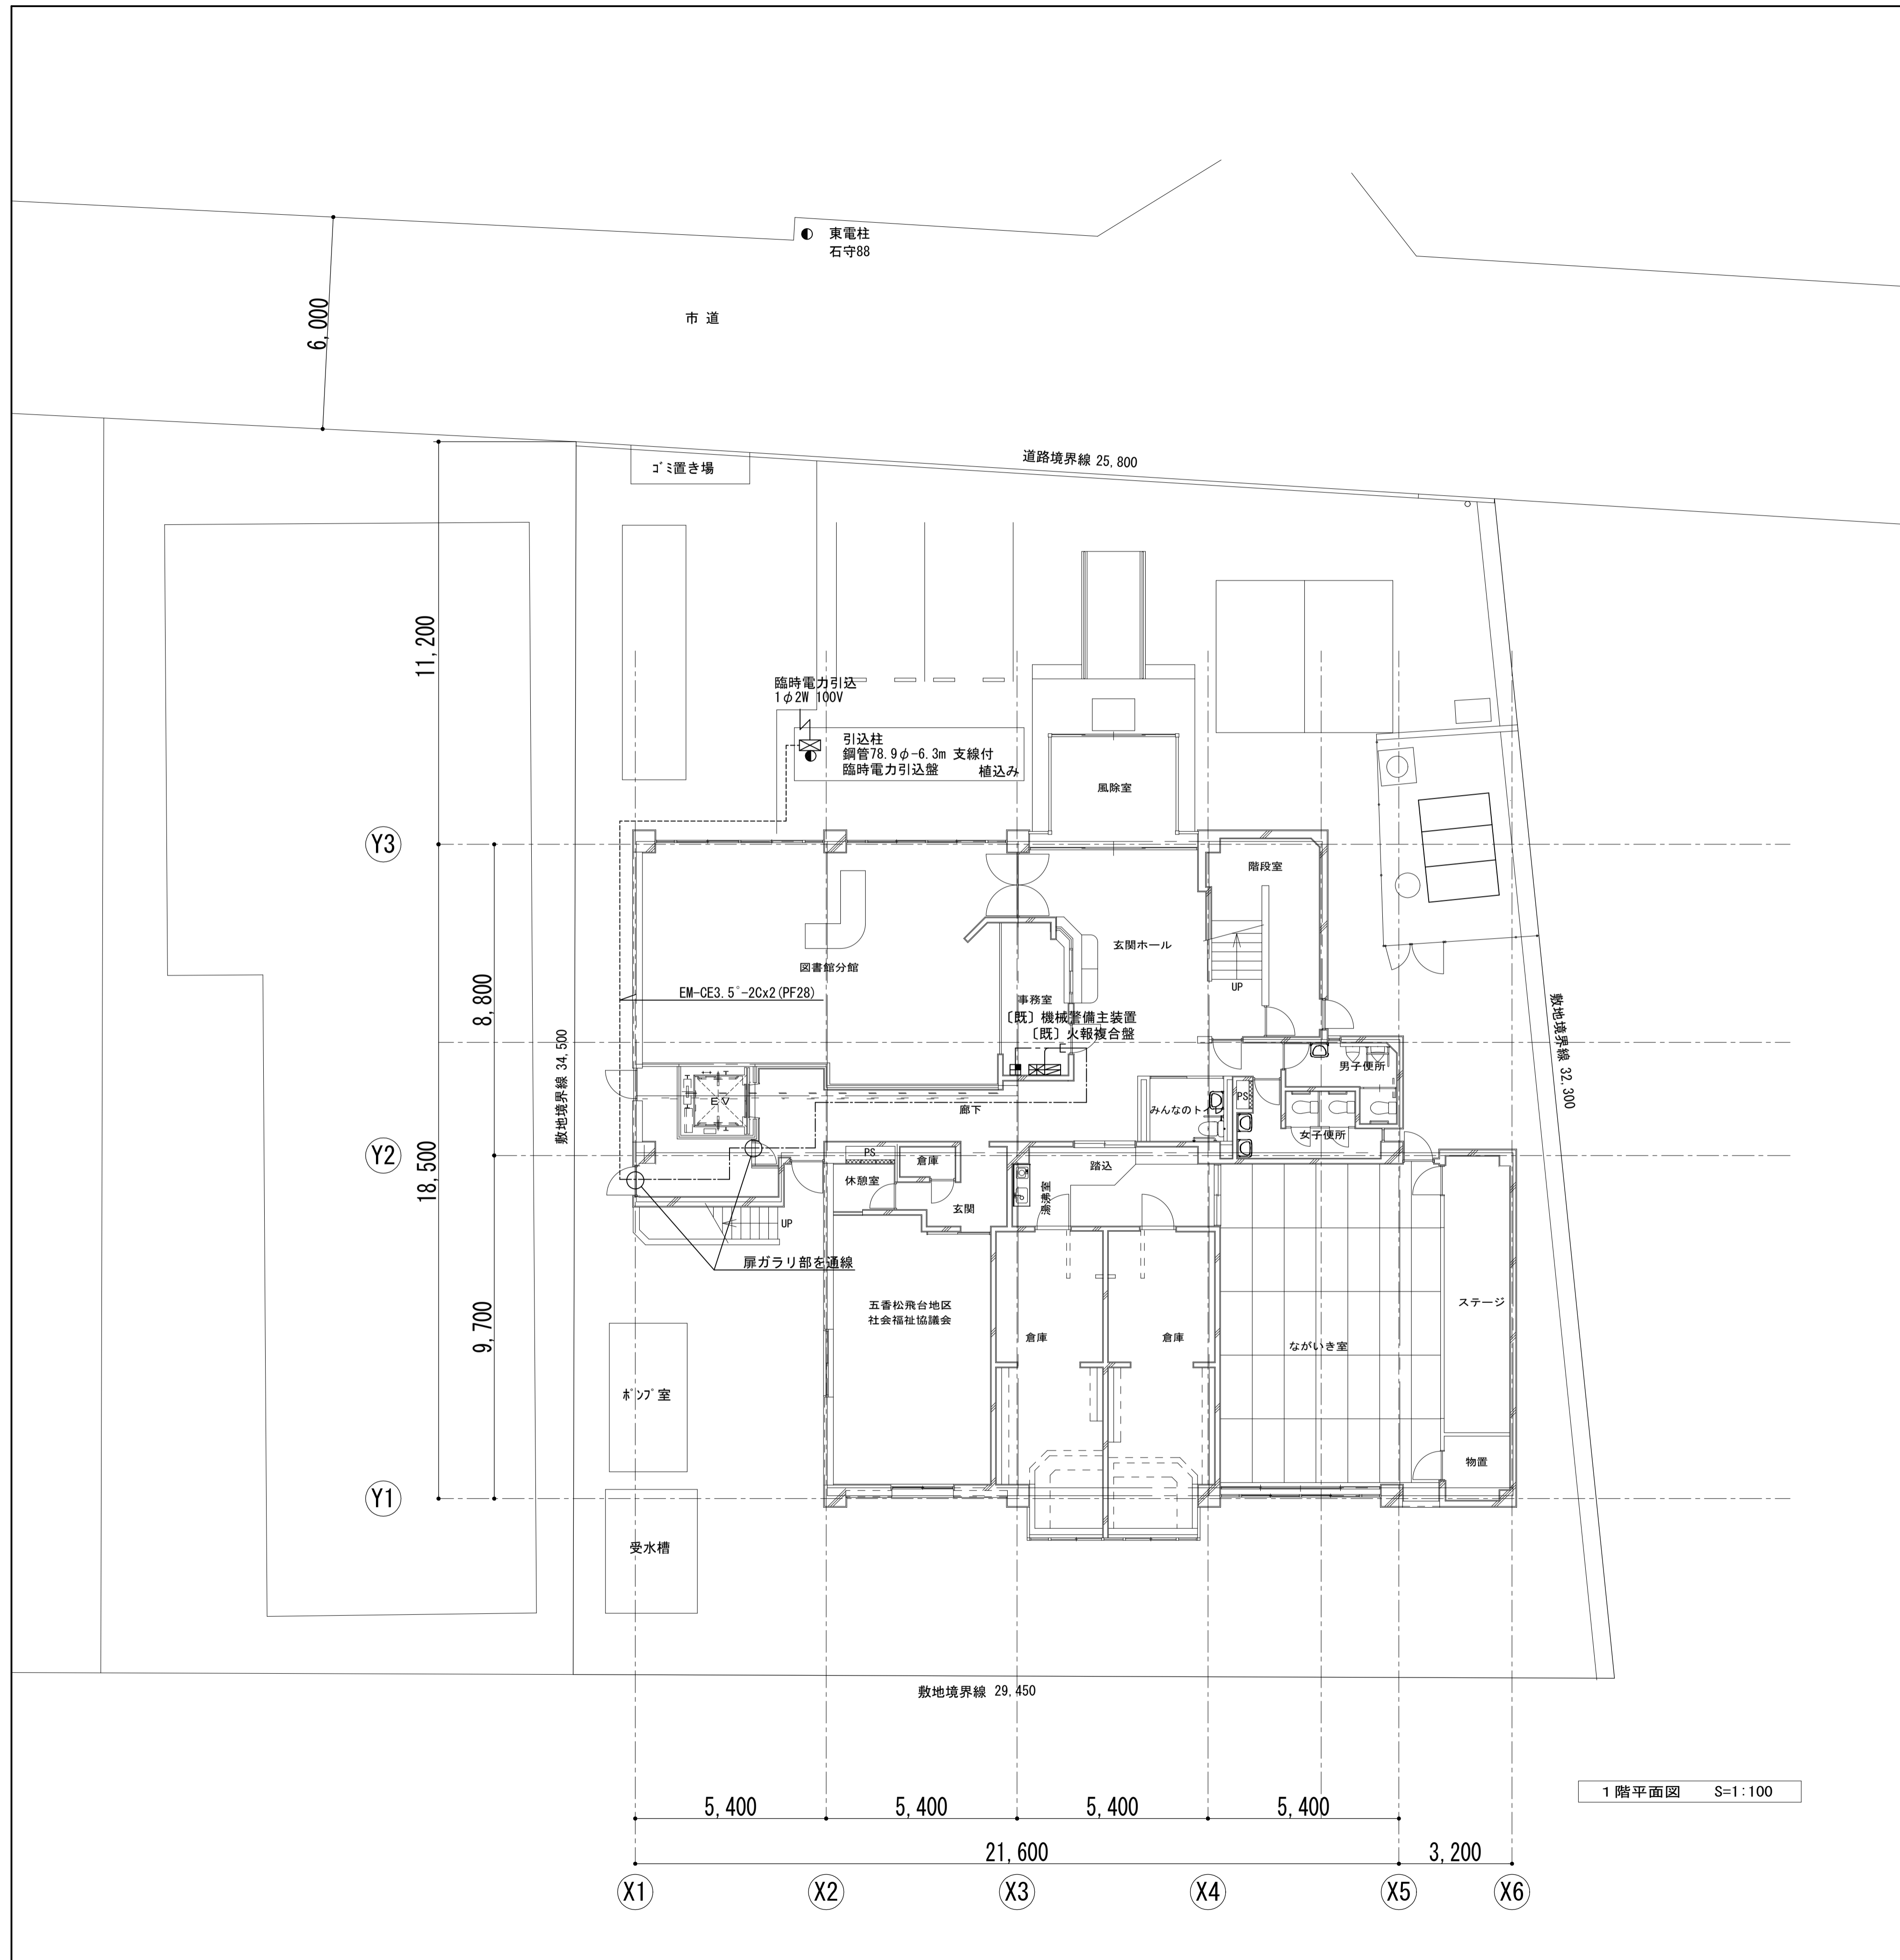 東電柱
石守88
市 道
6,000
道路境界線 25,800
ゴミ置き場
11,200
臨時電力引込
1φ2W 100V
引込柱
鋼管78.9φ-6.3m 支線付
臨時電力引込盤
植込み
風除室
Y3
階段室
玄関ホール
図書館分館
EM-CE3.5°-2Cx2(PF28)
事務室
UP
〔既〕機械警備主装置
〔既〕火報複合盤
8,800
敷地境界線 34,500
敷地境界線 32,300
男子便所
EV
廊下
みんなのトイレ
PS
女子便所
Y2
18,500
PS
倉庫
踏込
休憩室
湯沸室
玄関
UP
扉ガラリ部を通線
五香松飛台地区
社会福祉協議会
倉庫
倉庫
ながいき室
ステージ
9,700
ポンプ室
物置
Y1
受水槽
敷地境界線 29,450
1階平面図 S=1:100
5,400
5,400
5,400
5,400
21,600
3,200
X1
X2
X3
X4
X5
X6